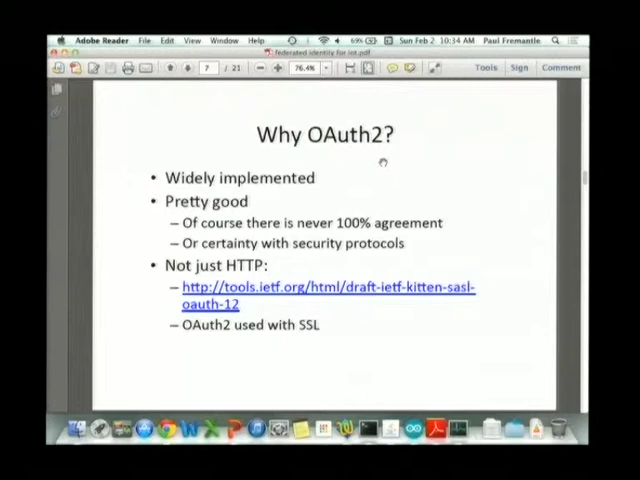 Adobe Reader File Edit View Window Help 69% Sun Feb 2 10:34 AM Paul Fremantle
federated identity for iot.pdf
7 / 21 76.4% Tools Sign Comment
Why OAuth2?
• Widely implemented
• Pretty good
– Of course there is never 100% agreement
– Or certainty with security protocols
• Not just HTTP:
– http://tools.ietf.org/html/draft-ietf-kitten-sasl-
oauth-12
– OAuth2 used with SSL